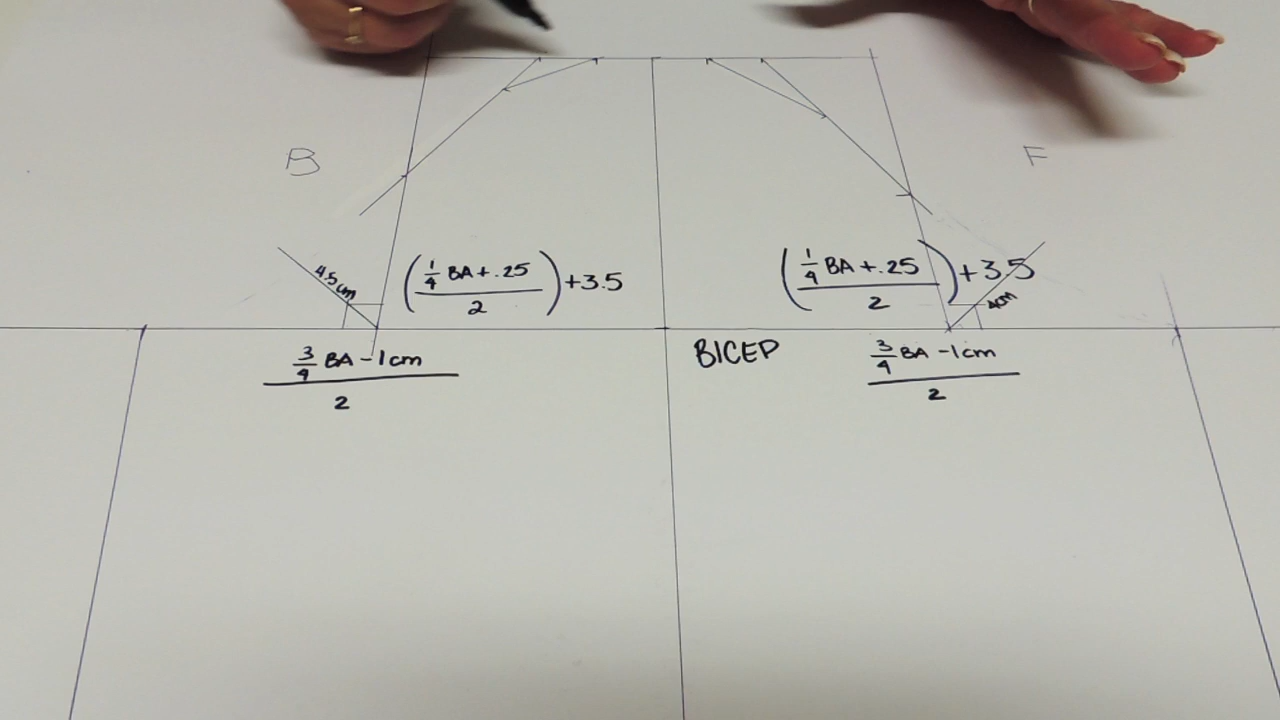 B
F
4.5cm
(1/4 BA + .25 / 2) + 3.5
(1/4 BA + .25 / 2) + 3.5
4cm
3/4 BA - 1cm / 2
BICEP
3/4 BA - 1cm / 2